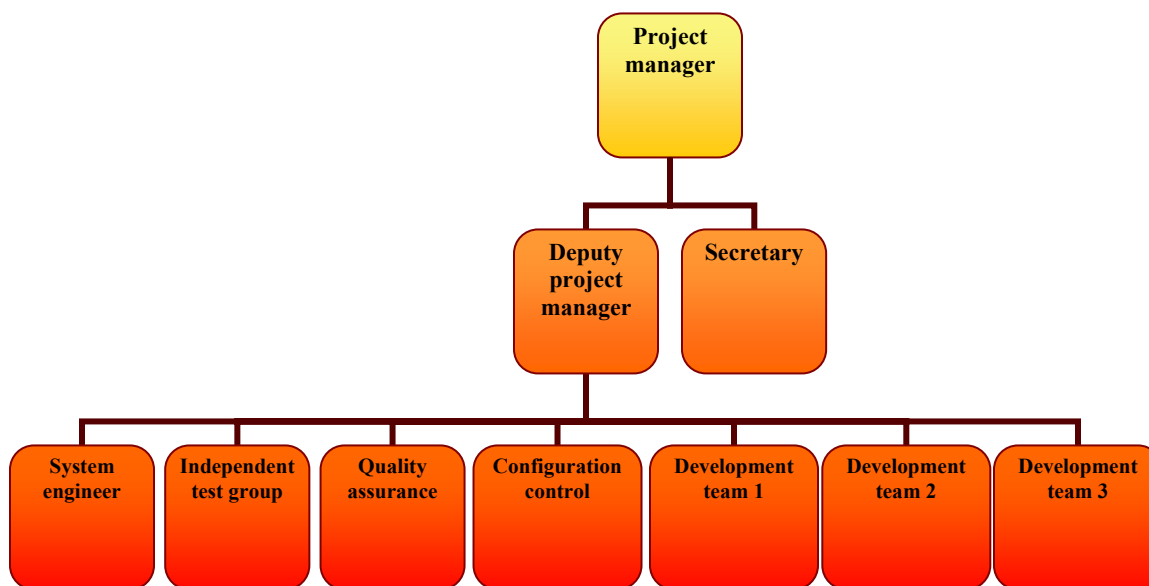 Project
manager
Deputy
project
manager
Secretary
System
engineer
Independent
test group
Quality
assurance
Configuration
control
Development
team 1
Development
team 2
Development
team 3